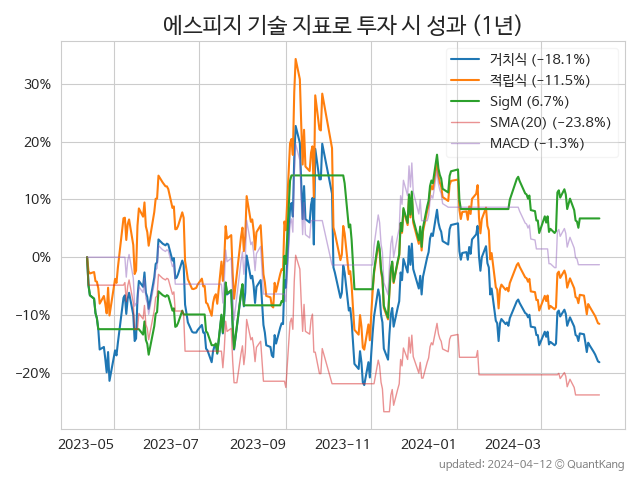 에스피지 기술 지표로 투자 시 성과 (1년)
거치식 (−18.1%)
적립식 (−11.5%)
SigM (6.7%)
SMA(20) (−23.8%)
MACD (−1.3%)
30%
20%
10%
0%
−10%
−20%
2023-05 2023-07 2023-09 2023-11 2024-01 2024-03
updated: 2024-04-12 © QuantKang